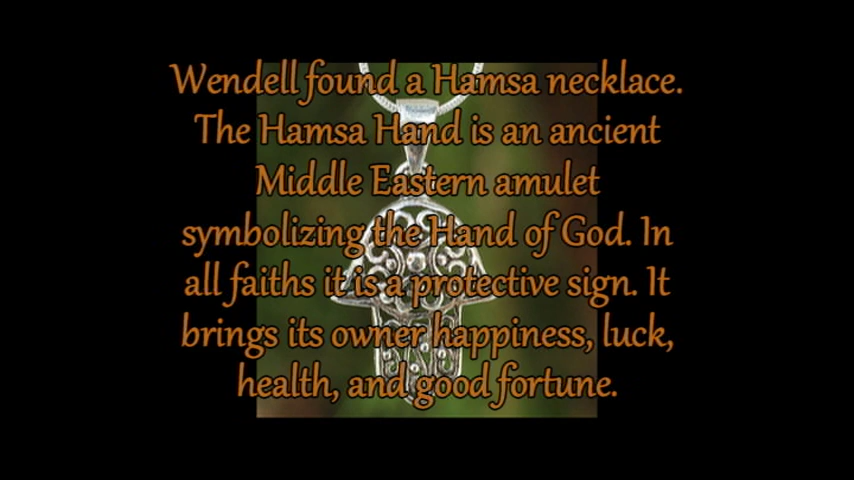 Wendell found a Hamsa necklace.
The Hamsa Hand is an ancient
Middle Eastern amulet
symbolizing the Hand of God. In
all faiths it is a protective sign. It
brings its owner happiness, luck,
health, and good fortune.